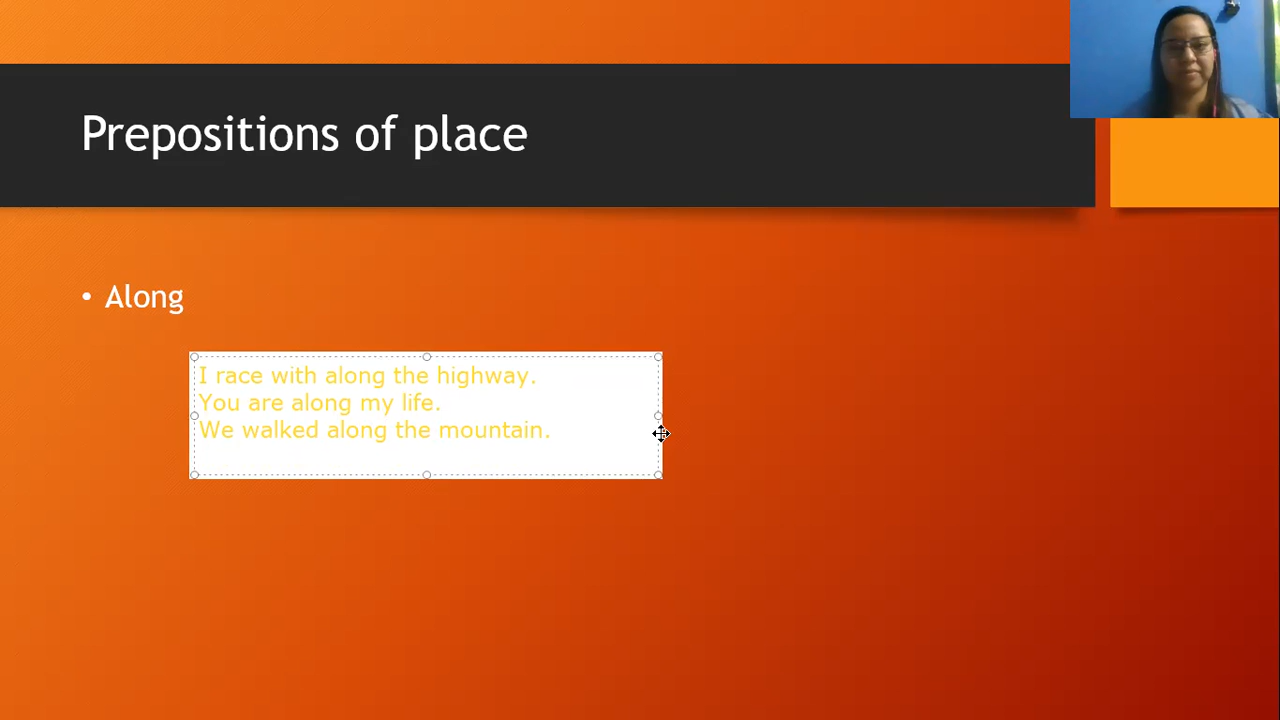 Prepositions of place
• Along
I race with along the highway.
You are along my life.
We walked along the mountain.